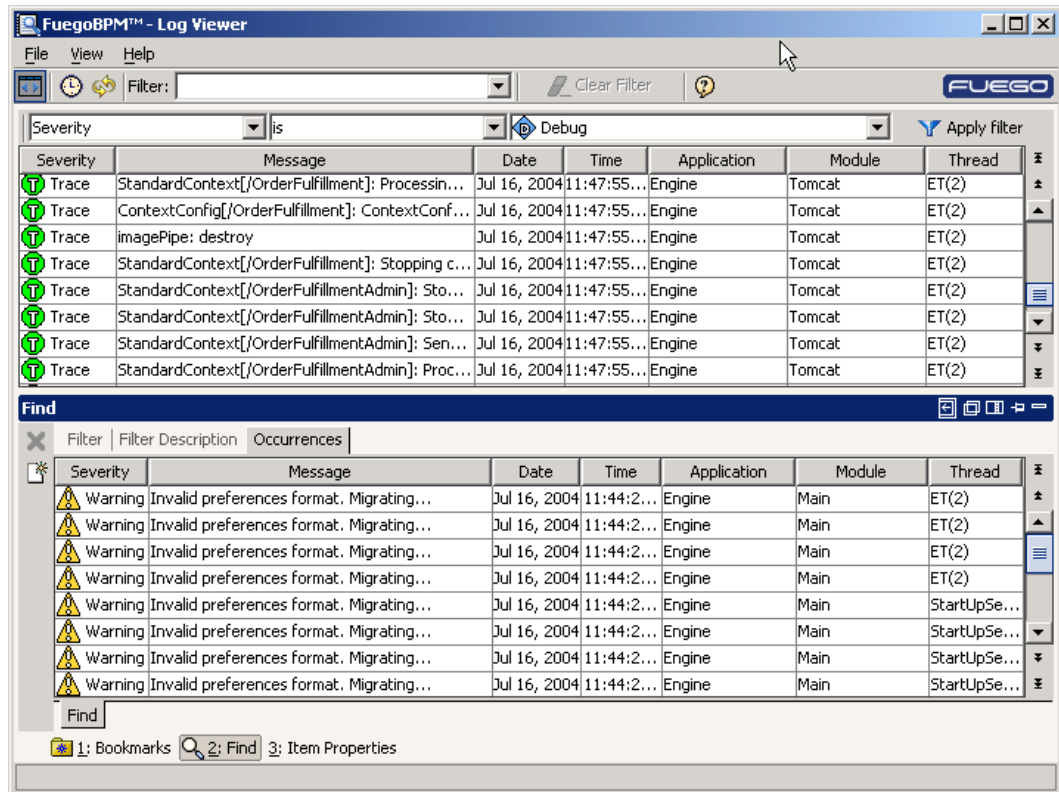 FuegoBPM™ - Log Viewer
File View Help
Filter: Clear Filter FUEGO
Severity is Debug Apply filter
Severity Message Date Time Application Module Thread
Trace StandardContext[/OrderFulfillment]: Processin... Jul 16, 2004 11:47:55... Engine Tomcat ET(2)
Trace ContextConfig[/OrderFulfillment]: ContextConf... Jul 16, 2004 11:47:55... Engine Tomcat ET(2)
Trace imagePipe: destroy Jul 16, 2004 11:47:55... Engine Tomcat ET(2)
Trace StandardContext[/OrderFulfillment]: Stopping c... Jul 16, 2004 11:47:55... Engine Tomcat ET(2)
Trace StandardContext[/OrderFulfillmentAdmin]: Sto... Jul 16, 2004 11:47:55... Engine Tomcat ET(2)
Trace StandardContext[/OrderFulfillmentAdmin]: Sto... Jul 16, 2004 11:47:55... Engine Tomcat ET(2)
Trace StandardContext[/OrderFulfillmentAdmin]: Sen... Jul 16, 2004 11:47:55... Engine Tomcat ET(2)
Trace StandardContext[/OrderFulfillmentAdmin]: Proc... Jul 16, 2004 11:47:55... Engine Tomcat ET(2)
Find
Filter Filter Description Occurrences
Severity Message Date Time Application Module Thread
Warning Invalid preferences format. Migrating... Jul 16, 2004 11:44:2... Engine Main ET(2)
Warning Invalid preferences format. Migrating... Jul 16, 2004 11:44:2... Engine Main ET(2)
Warning Invalid preferences format. Migrating... Jul 16, 2004 11:44:2... Engine Main ET(2)
Warning Invalid preferences format. Migrating... Jul 16, 2004 11:44:2... Engine Main ET(2)
Warning Invalid preferences format. Migrating... Jul 16, 2004 11:44:2... Engine Main StartUpSe...
Warning Invalid preferences format. Migrating... Jul 16, 2004 11:44:2... Engine Main StartUpSe...
Warning Invalid preferences format. Migrating... Jul 16, 2004 11:44:2... Engine Main StartUpSe...
Warning Invalid preferences format. Migrating... Jul 16, 2004 11:44:2... Engine Main StartUpSe...
Find
1: Bookmarks 2: Find 3: Item Properties